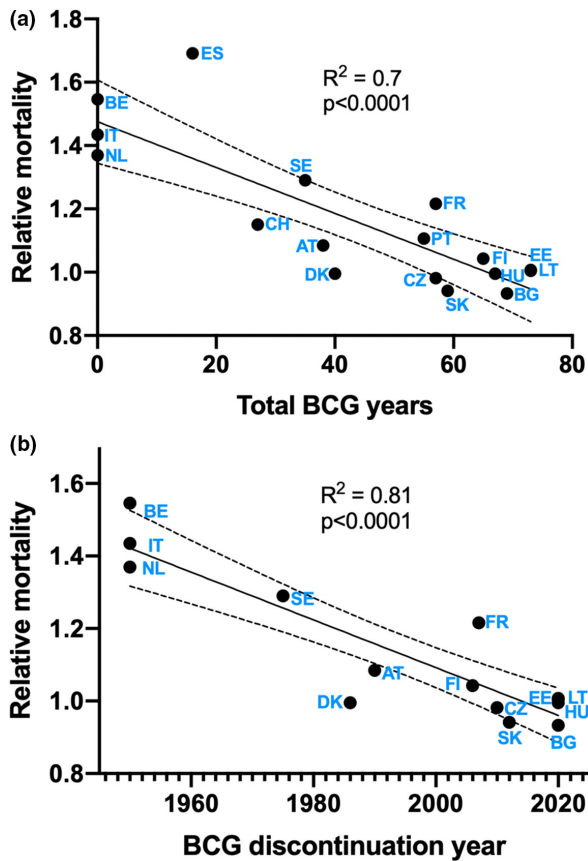 (a)
1.8
1.6
1.4
1.2
1.0
0.8
Relative mortality
ES
BE
IT
NL
R² = 0.7
p<0.0001
SE
CH
AT
DK
FR
PT
CZ
SK
FI
HU
EE
LT
BG
0 20 40 60 80
Total BCG years
(b)
1.6
1.4
1.2
1.0
0.8
Relative mortality
BE
IT
NL
R² = 0.81
p<0.0001
SE
AT
DK
FR
FI
CZ
SK
EE
LT
HU
BG
1960 1980 2000 2020
BCG discontinuation year